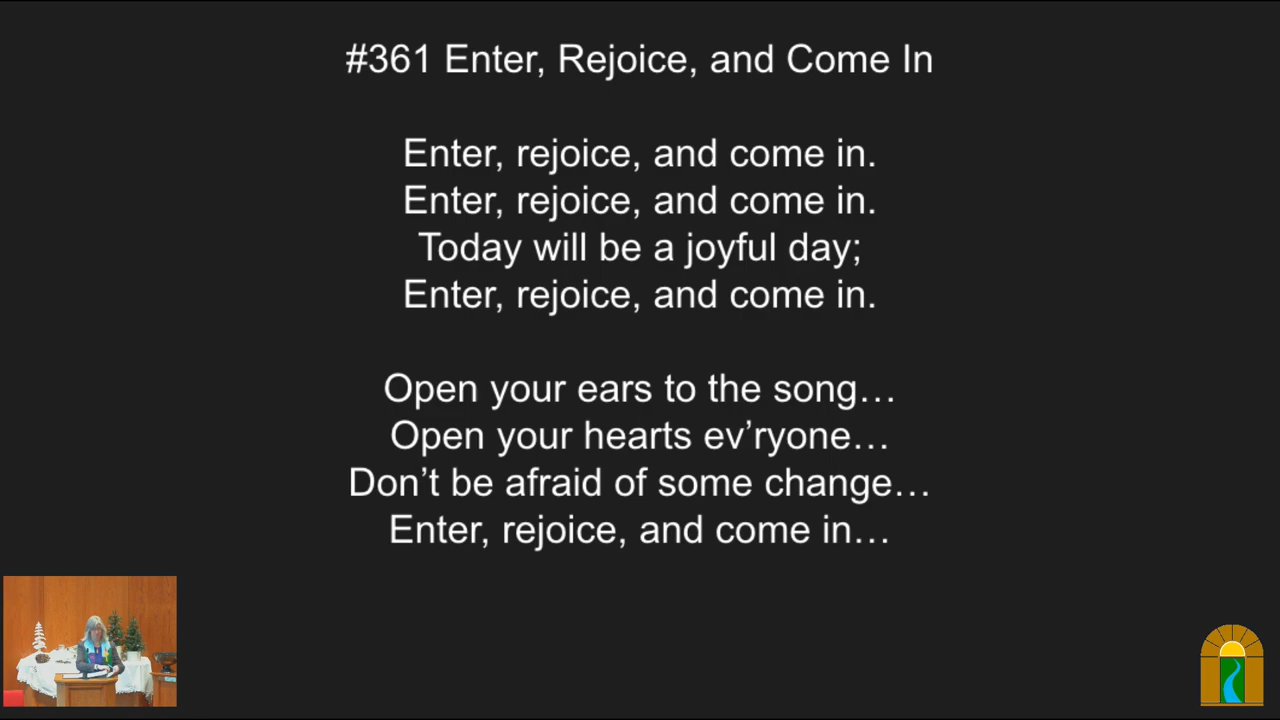 #361 Enter, Rejoice, and Come In
Enter, rejoice, and come in.
Enter, rejoice, and come in.
Today will be a joyful day;
Enter, rejoice, and come in.
Open your ears to the song…
Open your hearts ev’ryone…
Don’t be afraid of some change…
Enter, rejoice, and come in…